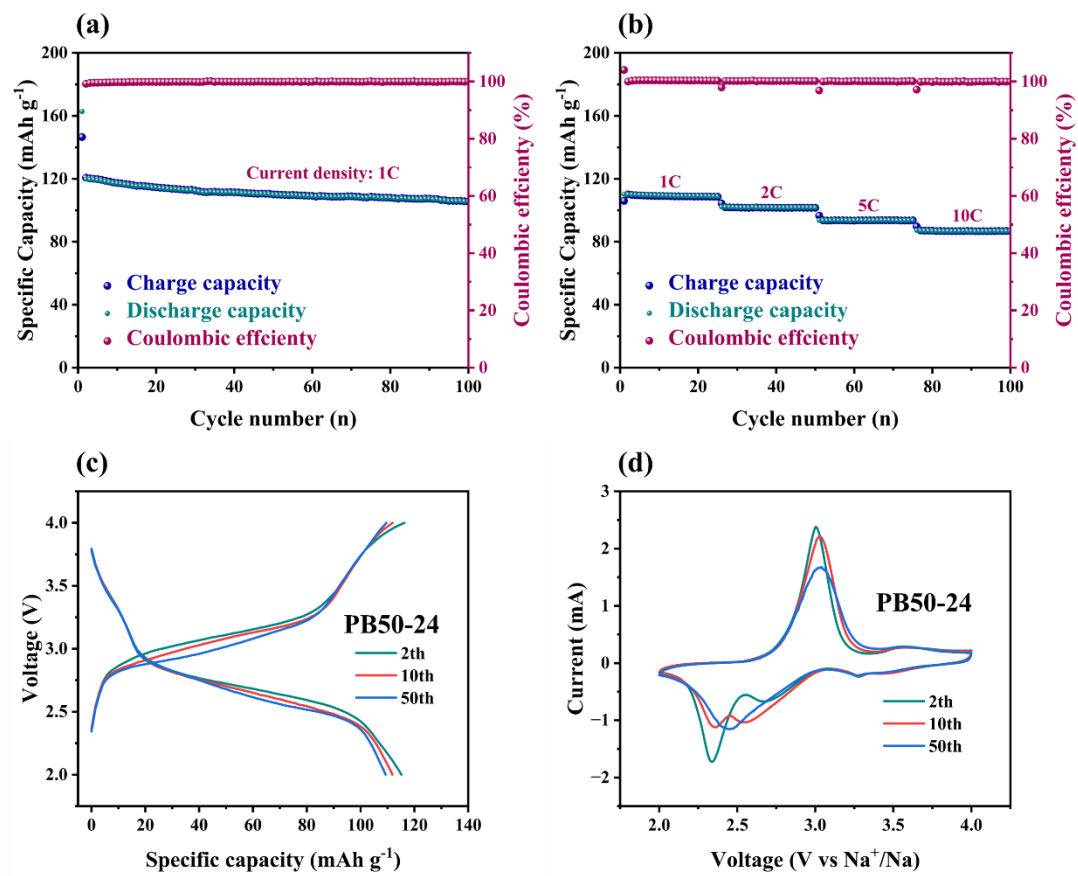 (a)
200
160
120
80
40
0
Specific Capacity (mAh g⁻¹)
100
80
60
40
20
0
Coulombic effcienty (%)
Current density: 1C
Charge capacity
Discharge capacity
Coulombic effcienty
0 20 40 60 80 100
Cycle number (n)
(b)
200
160
120
80
40
0
Specific Capacity (mAh g⁻¹)
100
80
60
40
20
0
Coulombic effcienty (%)
1C
2C
5C
10C
Charge capacity
Discharge capacity
Coulombic effcienty
0 20 40 60 80 100
Cycle number (n)
(c)
4.0
3.5
3.0
2.5
2.0
Voltage (V)
PB50-24
2th
10th
50th
0 20 40 60 80 100 120 140
Specific capacity (mAh g⁻¹)
(d)
3
2
1
0
−1
−2
Current (mA)
PB50-24
2th
10th
50th
2.0 2.5 3.0 3.5 4.0
Voltage (V vs Na⁺/Na)